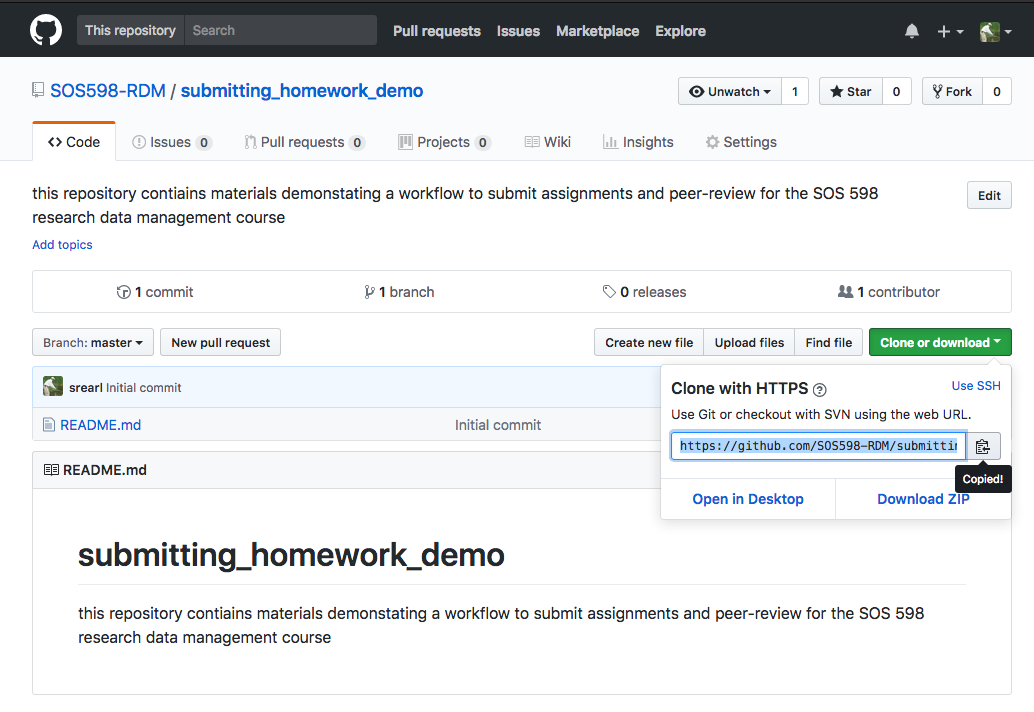 This repository Search Pull requests Issues Marketplace Explore
SOS598-RDM / submitting_homework_demo Unwatch 1 Star 0 Fork 0
Code Issues 0 Pull requests 0 Projects 0 Wiki Insights Settings
this repository contiains materials demonstating a workflow to submit assignments and peer-review for the SOS 598
research data management course
Edit
Add topics
1 commit 1 branch 0 releases 1 contributor
Branch: master New pull request Create new file Upload files Find file Clone or download
srearl Initial commit
README.md Initial commit
Clone with HTTPS Use SSH
Use Git or checkout with SVN using the web URL.
https://github.com/SOS598-RDM/submittin
Copied!
Open in Desktop Download ZIP
README.md
submitting_homework_demo
this repository contiains materials demonstating a workflow to submit assignments and peer-review for the SOS 598
research data management course